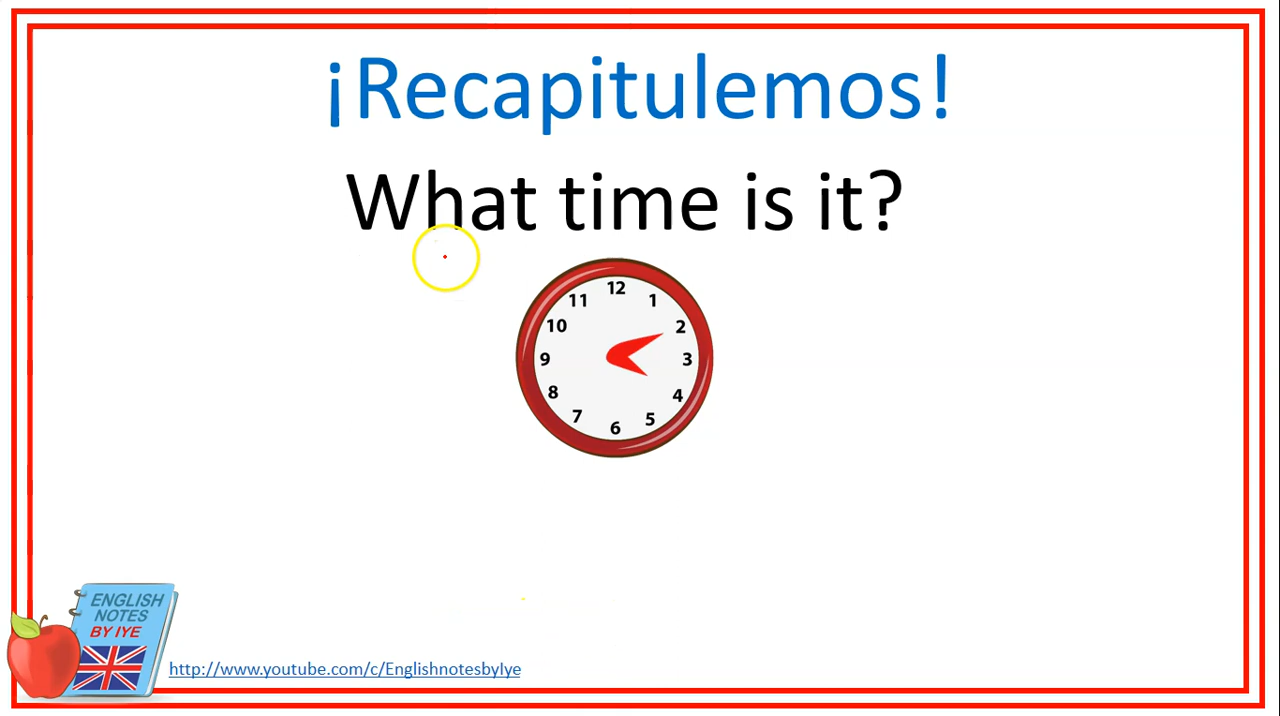 ¡Recapitulemos!
What time is it?
12
11 1
10 2
9 3
8 4
7 5
6
ENGLISH
NOTES
BY IYE
http://www.youtube.com/c/EnglishnotesbyIye